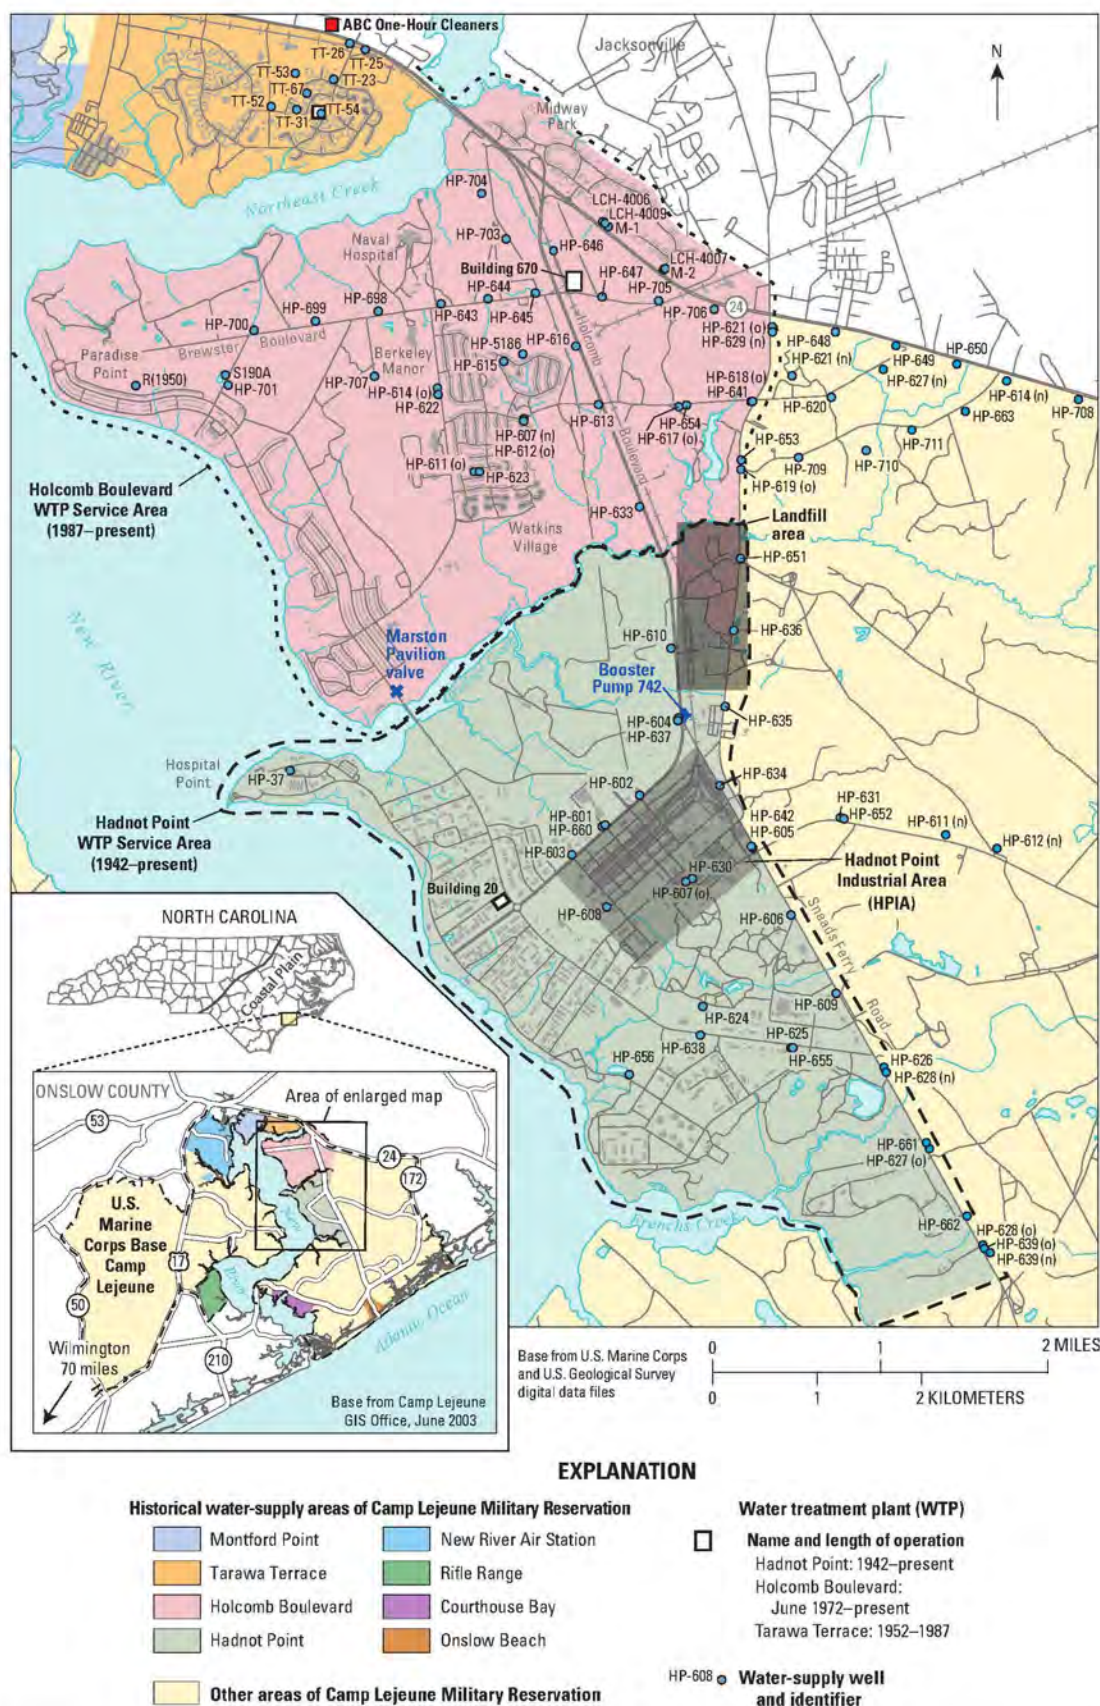 ABC One-Hour Cleaners
Jacksonville
N
TT-26
TT-25
TT-53
TT-23
TT-67
TT-52
TT-54
TT-31
Midway
Park
Northeast Creek
HP-704
LCH-4006
LCH-4009
M-1
HP-703
HP-646
Naval
Hospital
LCH-4007
M-2
Building 670
HP-647
HP-644
HP-705
HP-698
HP-699
HP-643
HP-645
HP-706
24
HP-700
HP-616
HP-621 (o)
HP-629 (n)
HP-648
Brewster
Boulevard
Holcomb
Boulevard
HP-5186
HP-621 (n)
HP-649
HP-650
Paradise
Point
Berkeley
Manor
HP-615
HP-627 (n)
S190A
R(1950)
HP-701
HP-707
HP-614 (o)
HP-622
HP-618 (o)
HP-641
HP-620
HP-614 (n)
HP-708
HP-663
HP-613
HP-654
HP-617 (o)
HP-711
HP-607 (n)
HP-612 (o)
HP-653
HP-709
HP-710
HP-611 (o)
HP-623
HP-619 (o)
Holcomb Boulevard
WTP Service Area
(1987–present)
HP-633
Landfill
area
Watkins
Village
HP-651
New River
HP-636
HP-610
Marston
Pavilion
valve
Booster
Pump 742
HP-604
HP-637
HP-635
Hospital
Point
HP-37
HP-634
HP-602
HP-631
HP-652
HP-611 (n)
HP-612 (n)
HP-601
HP-660
HP-642
HP-605
Hadnot Point
WTP Service Area
(1942–present)
HP-603
HP-630
HP-607 (o)
Hadnot Point
Industrial Area
(HPIA)
Building 20
HP-608
HP-606
Sneads Ferry
Road
HP-609
HP-624
HP-625
HP-638
HP-655
HP-656
HP-626
HP-628 (n)
HP-661
HP-627 (o)
HP-662
HP-628 (o)
HP-639 (o)
HP-639 (n)
Frenchs Creek
NORTH CAROLINA
Coastal Plain
ONSLOW COUNTY
Area of enlarged map
53
24
172
U.S.
Marine
Corps Base
Camp
Lejeune
17
New
River
50
Atlantic Ocean
Wilmington
70 miles
210
Base from Camp Lejeune
GIS Office, June 2003
Base from U.S. Marine Corps
and U.S. Geological Survey
digital data files
0 1 2 MILES
0 1 2 KILOMETERS
EXPLANATION
Historical water-supply areas of Camp Lejeune Military Reservation
Montford Point
Tarawa Terrace
Holcomb Boulevard
Hadnot Point
New River Air Station
Rifle Range
Courthouse Bay
Onslow Beach
Other areas of Camp Lejeune Military Reservation
Water treatment plant (WTP)
Name and length of operation
Hadnot Point: 1942–present
Holcomb Boulevard:
June 1972–present
Tarawa Terrace: 1952–1987
HP-608
Water-supply well
and identifier